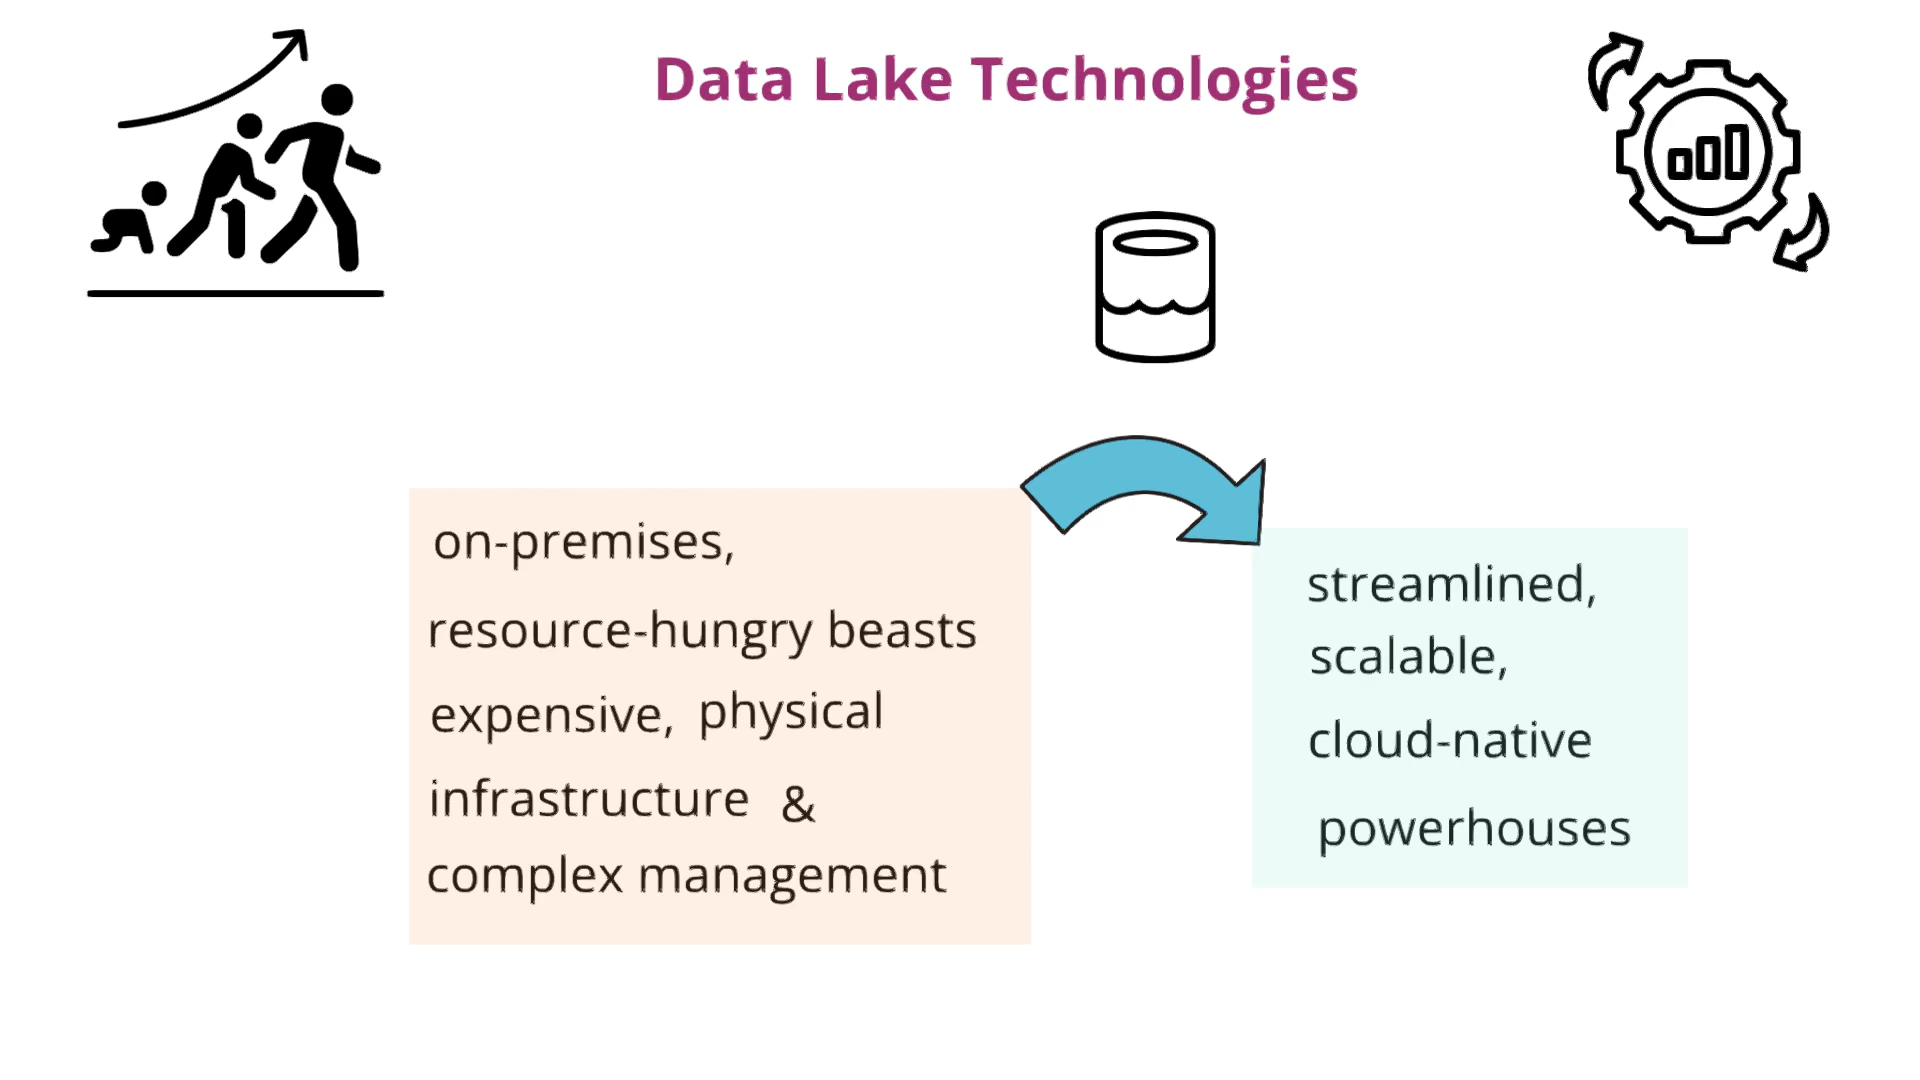 Data Lake Technologies
on-premises,
resource-hungry beasts
expensive, physical
infrastructure &
complex management
streamlined,
scalable,
cloud-native
powerhouses